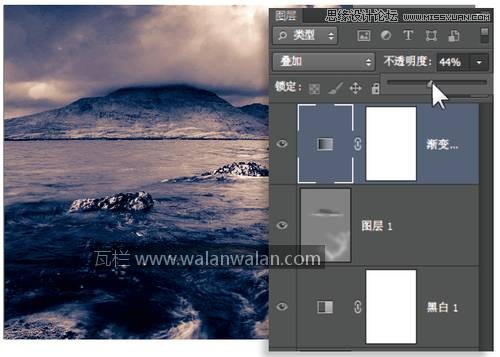 图层
思缘设计论坛 WWW.MISSYUAN.COM
类型
叠加
不透明度: 44%
锁定:
渐变...
图层 1
瓦栏 www.walanwalan.com
黑白 1